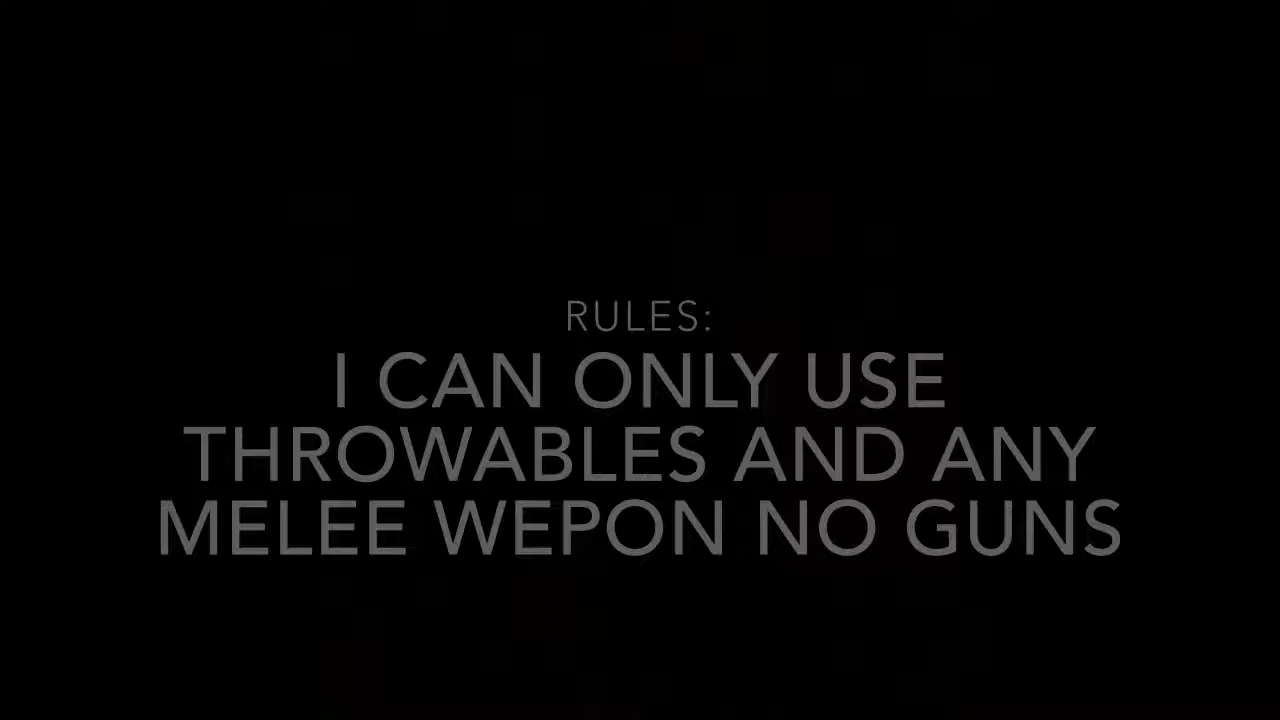 RULES:
I CAN ONLY USE
THROWABLES AND ANY
MELEE WEPON NO GUNS